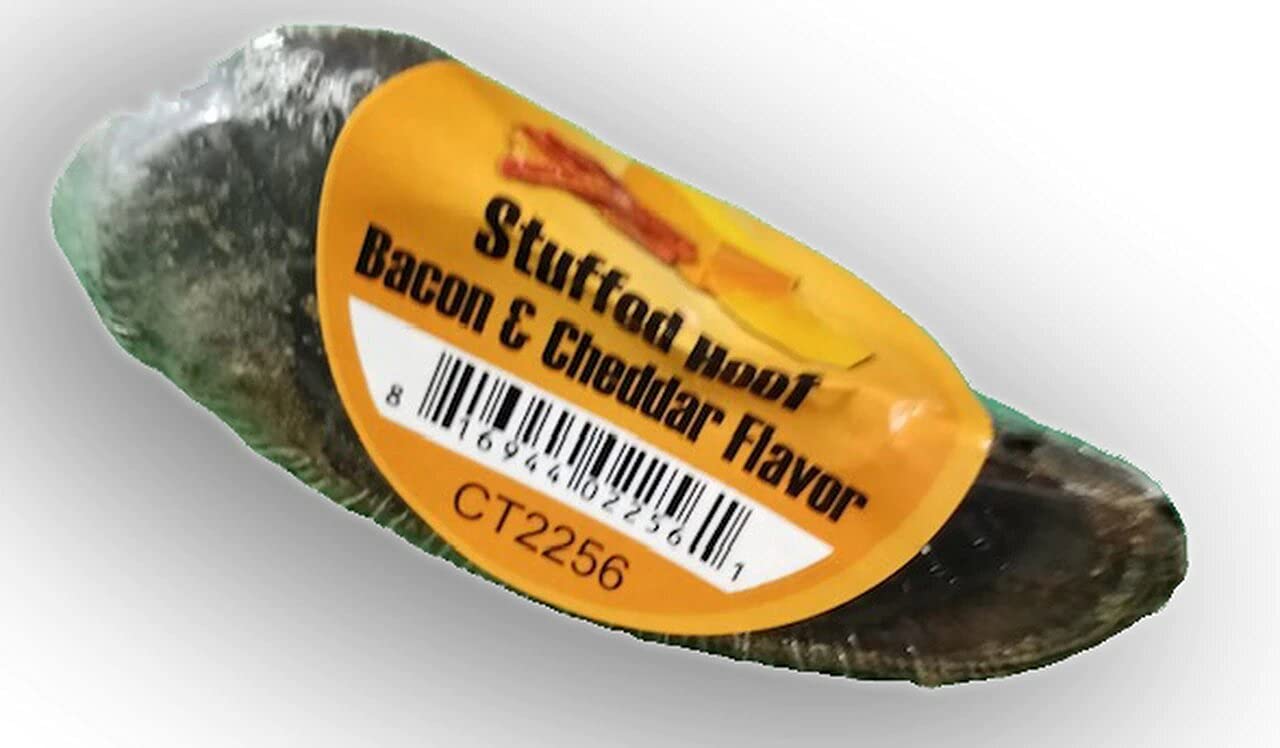 Stuffed Hoof
Bacon & Cheddar Flavor
8 16944 02256 1
CT2256